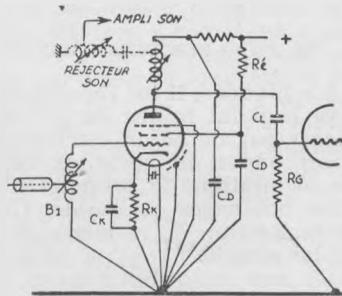 AMPLI SON
+
RÉJECTEUR
SON
RÉ
CL
B1
CK
RK
CD
CD
RG